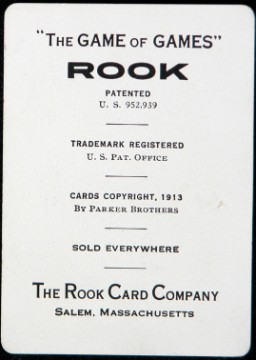 "THE GAME OF GAMES"
ROOK
PATENTED
U. S. 952,939
TRADEMARK REGISTERED
U. S. PAT. OFFICE
CARDS COPYRIGHT, 1913
BY PARKER BROTHERS
SOLD EVERYWHERE
THE ROOK CARD COMPANY
SALEM, MASSACHUSETTS